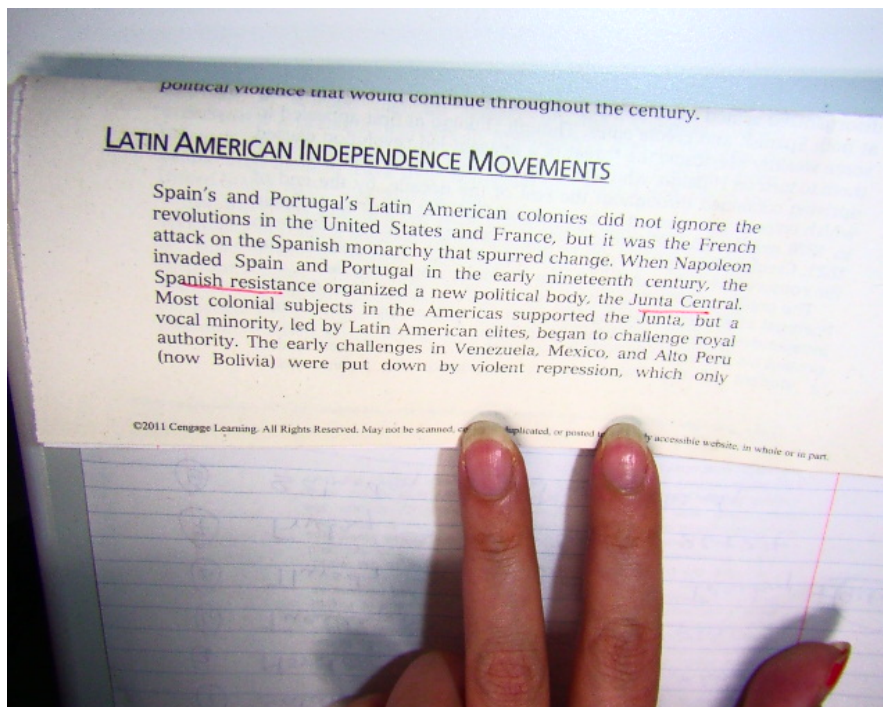 political violence that would continue throughout the century.
LATIN AMERICAN INDEPENDENCE MOVEMENTS
Spain's and Portugal's Latin American colonies did not ignore the
revolutions in the United States and France, but it was the French
attack on the Spanish monarchy that spurred change. When Napoleon
invaded Spain and Portugal in the early nineteenth century, the
Spanish resistance organized a new political body, the Junta Central.
Most colonial subjects in the Americas supported the Junta, but a
vocal minority, led by Latin American elites, began to challenge royal
authority. The early challenges in Venezuela, Mexico, and Alto Peru
(now Bolivia) were put down by violent repression, which only
©2011 Cengage Learning. All Rights Reserved. May not be scanned, duplicated, or posted accessible website, in whole or in part.